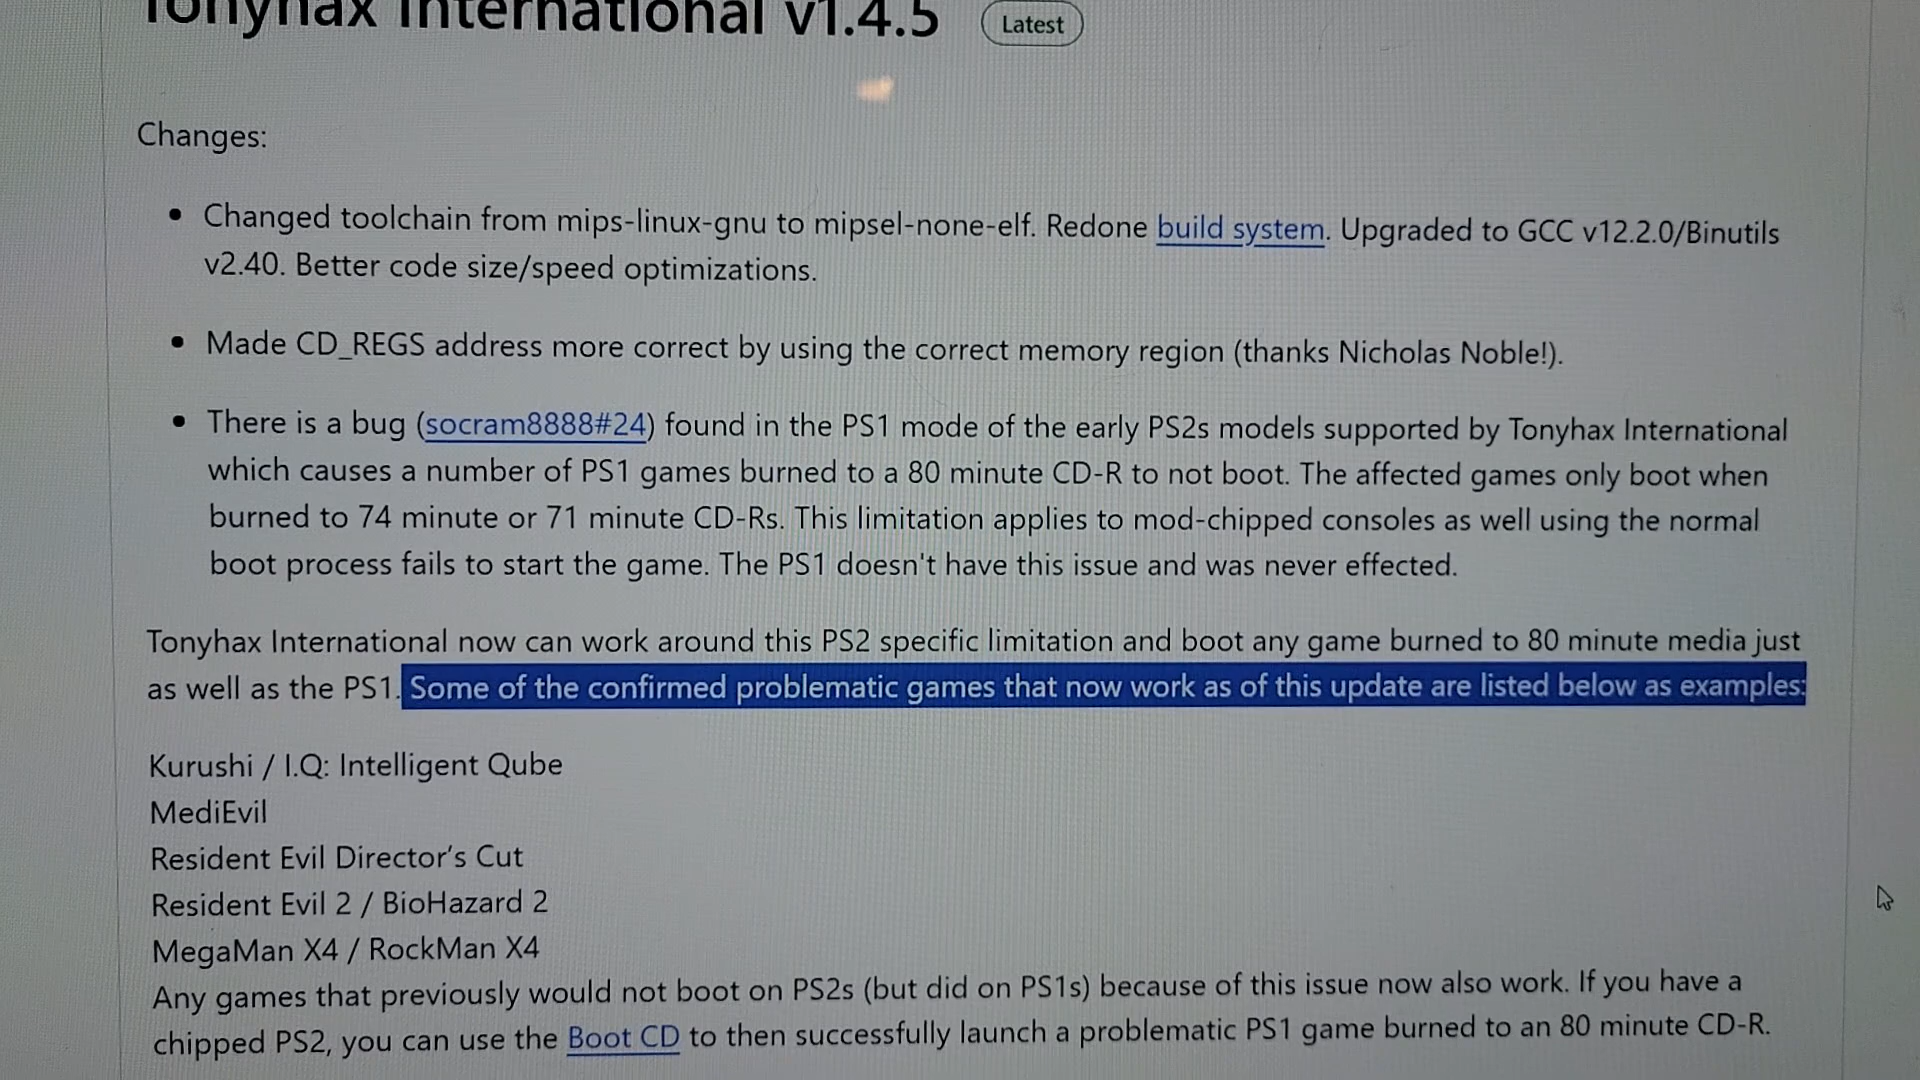 Tonyhax International v1.4.5 Latest
Changes:
• Changed toolchain from mips-linux-gnu to mipsel-none-elf. Redone build system. Upgraded to GCC v12.2.0/Binutils
v2.40. Better code size/speed optimizations.
• Made CD_REGS address more correct by using the correct memory region (thanks Nicholas Noble!).
• There is a bug (socram8888#24) found in the PS1 mode of the early PS2s models supported by Tonyhax International
which causes a number of PS1 games burned to a 80 minute CD-R to not boot. The affected games only boot when
burned to 74 minute or 71 minute CD-Rs. This limitation applies to mod-chipped consoles as well using the normal
boot process fails to start the game. The PS1 doesn't have this issue and was never effected.
Tonyhax International now can work around this PS2 specific limitation and boot any game burned to 80 minute media just
as well as the PS1. Some of the confirmed problematic games that now work as of this update are listed below as examples:
Kurushi / I.Q: Intelligent Qube
MediEvil
Resident Evil Director's Cut
Resident Evil 2 / BioHazard 2
MegaMan X4 / RockMan X4
Any games that previously would not boot on PS2s (but did on PS1s) because of this issue now also work. If you have a
chipped PS2, you can use the Boot CD to then successfully launch a problematic PS1 game burned to an 80 minute CD-R.